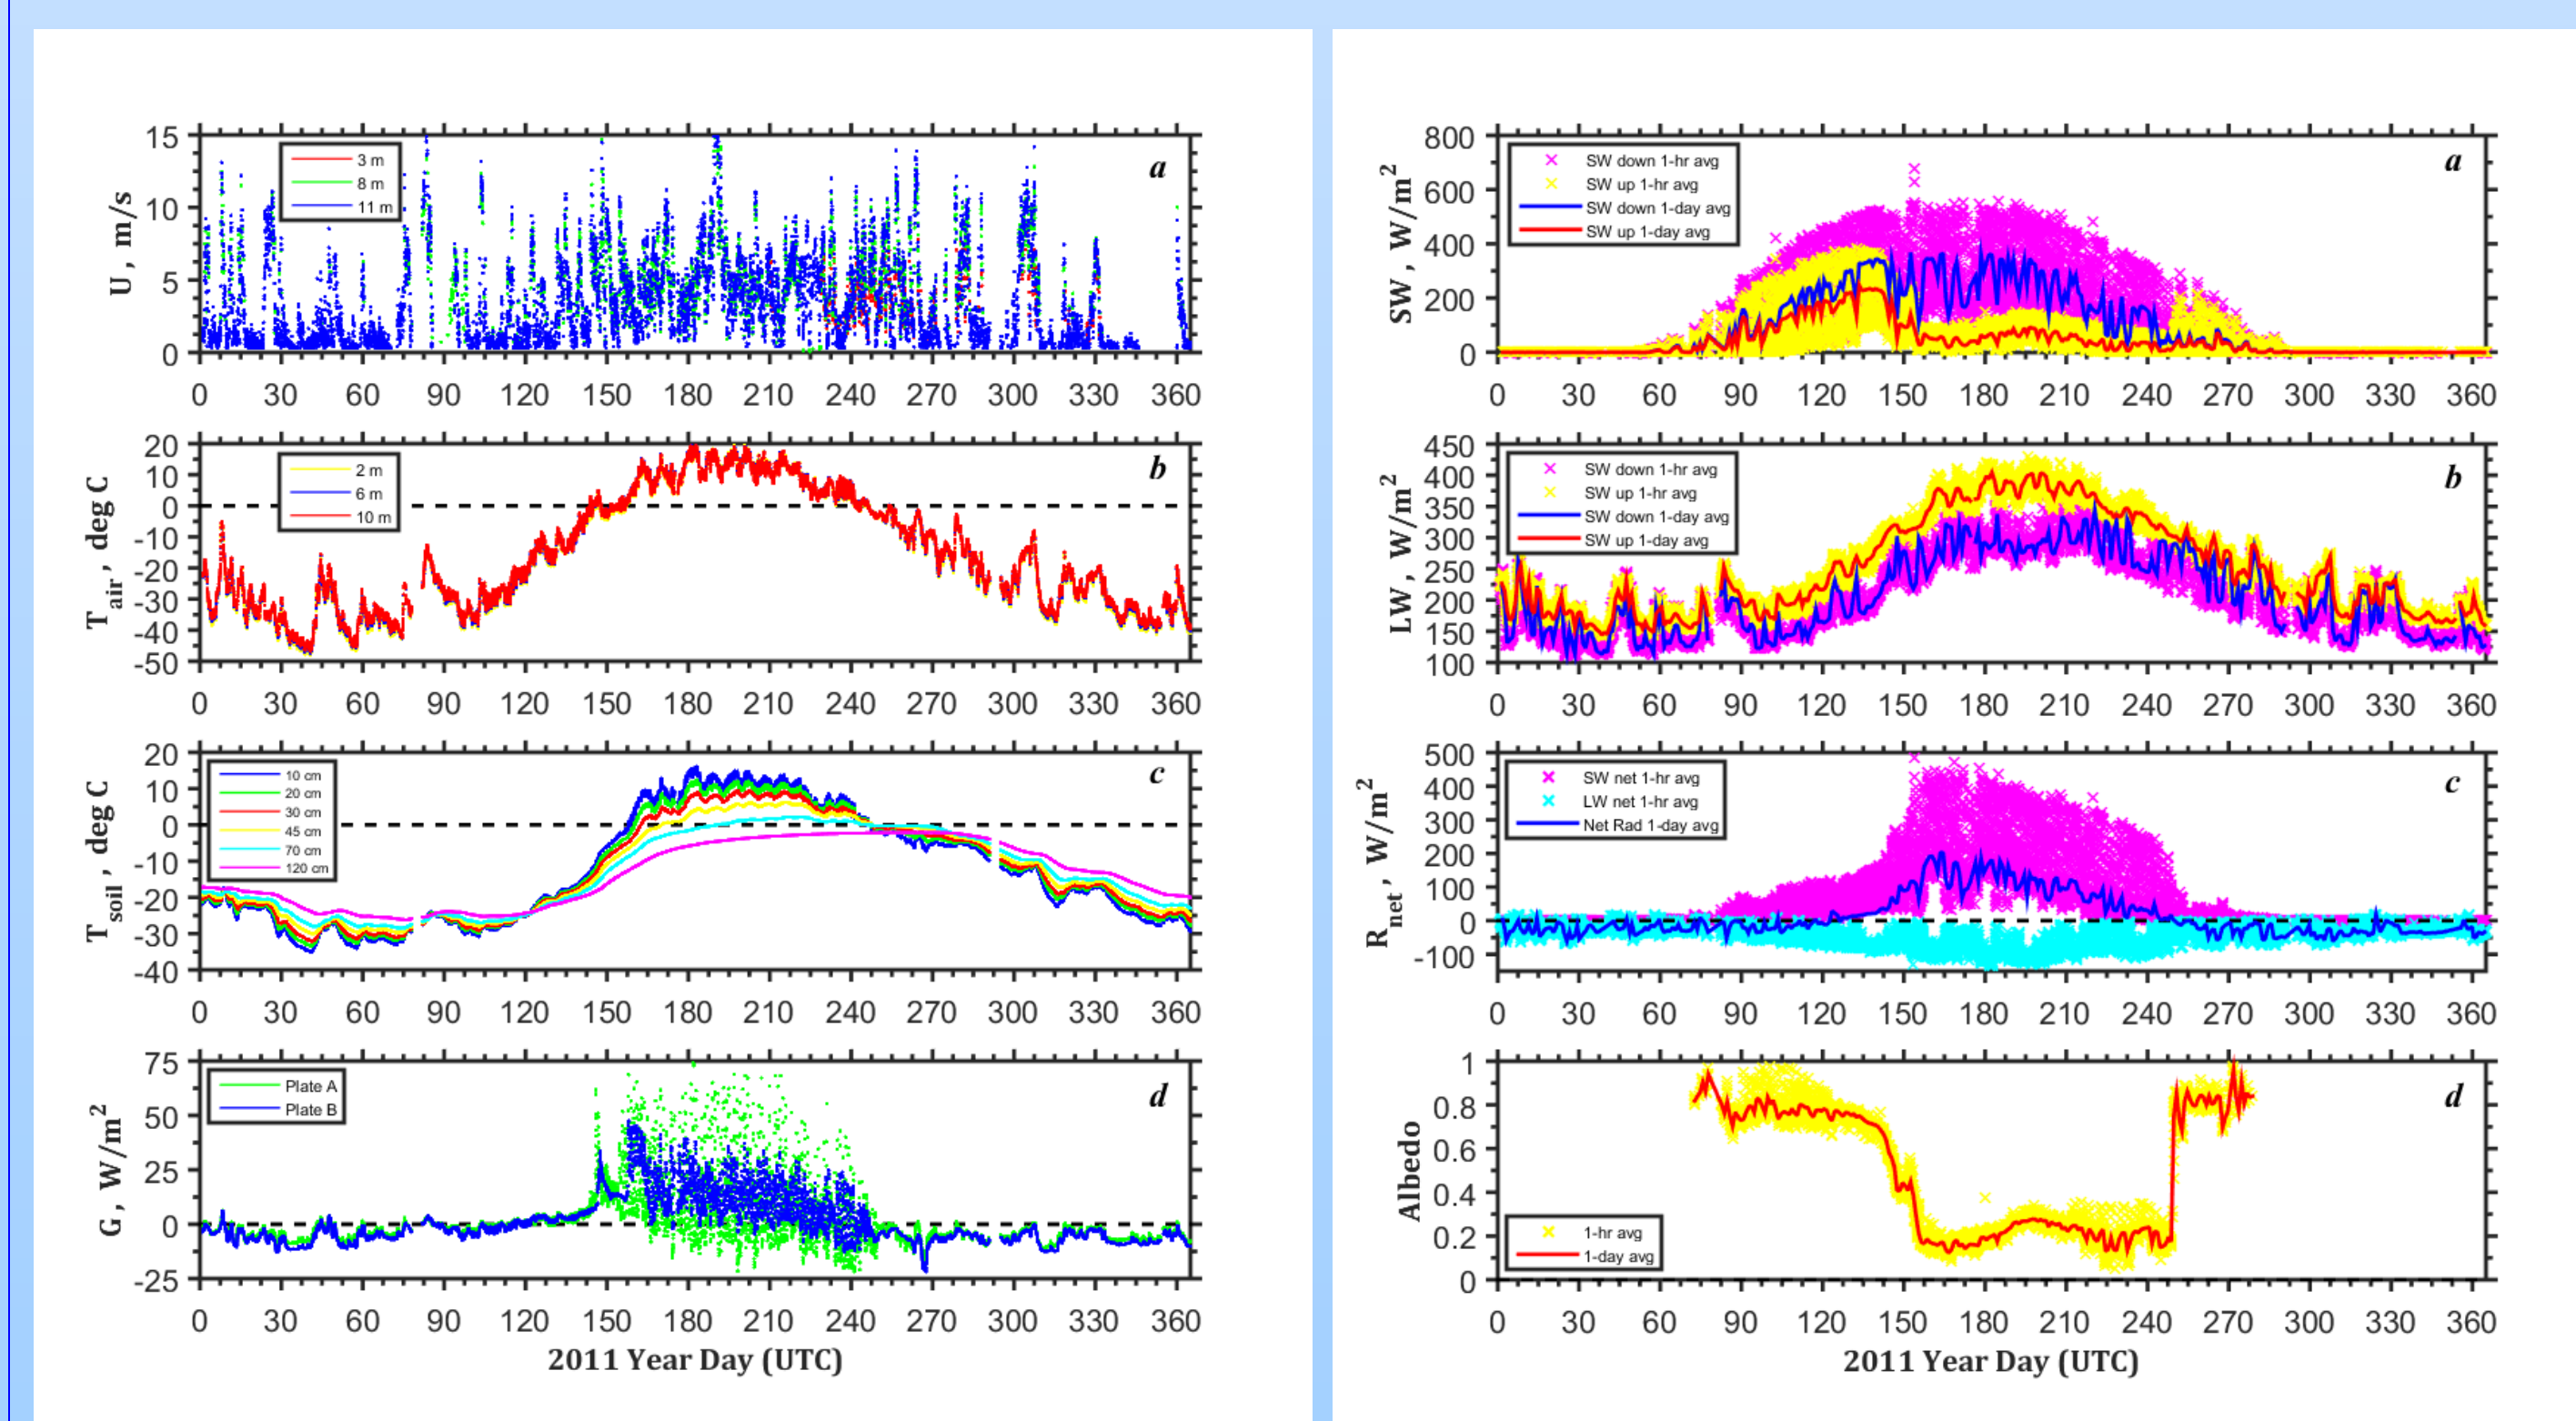 15
10
5
0
U, m/s
3 m
8 m
11 m
a
0 30 60 90 120 150 180 210 240 270 300 330 360
20
10
0
-10
-20
-30
-40
-50
Tair, deg C
2 m
6 m
10 m
b
0 30 60 90 120 150 180 210 240 270 300 330 360
20
10
0
-10
-20
-30
-40
Tsoil, deg C
10 cm
20 cm
30 cm
45 cm
70 cm
120 cm
c
0 30 60 90 120 150 180 210 240 270 300 330 360
75
50
25
0
-25
G, W/m2
Plate A
Plate B
d
0 30 60 90 120 150 180 210 240 270 300 330 360
2011 Year Day (UTC)
800
600
400
200
0
SW, W/m2
SW down 1-hr avg
SW up 1-hr avg
SW down 1-day avg
SW up 1-day avg
a
0 30 60 90 120 150 180 210 240 270 300 330 360
450
400
350
300
250
200
150
100
LW, W/m2
SW down 1-hr avg
SW up 1-hr avg
SW down 1-day avg
SW up 1-day avg
b
0 30 60 90 120 150 180 210 240 270 300 330 360
500
400
300
200
100
0
-100
Rnet, W/m2
SW net 1-hr avg
LW net 1-hr avg
Net Rad 1-day avg
c
0 30 60 90 120 150 180 210 240 270 300 330 360
1
0.8
0.6
0.4
0.2
0
Albedo
1-hr avg
1-day avg
d
0 30 60 90 120 150 180 210 240 270 300 330 360
2011 Year Day (UTC)